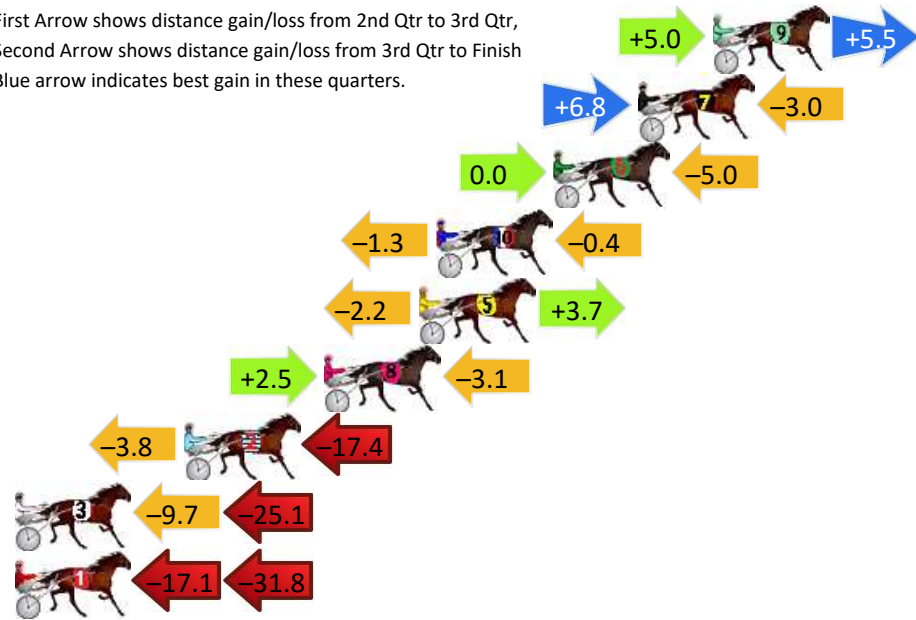 First Arrow shows distance gain/loss from 2nd Qtr to 3rd Qtr,
Second Arrow shows distance gain/loss from 3rd Qtr to Finish
Blue arrow indicates best gain in these quarters.
+5.0 9 +5.5
+6.8 7 –3.0
0.0 6 –5.0
–1.3 10 –0.4
–2.2 5 +3.7
+2.5 8 –3.1
–3.8 2 –17.4
3 –9.7 –25.1
1 –17.1 –31.8